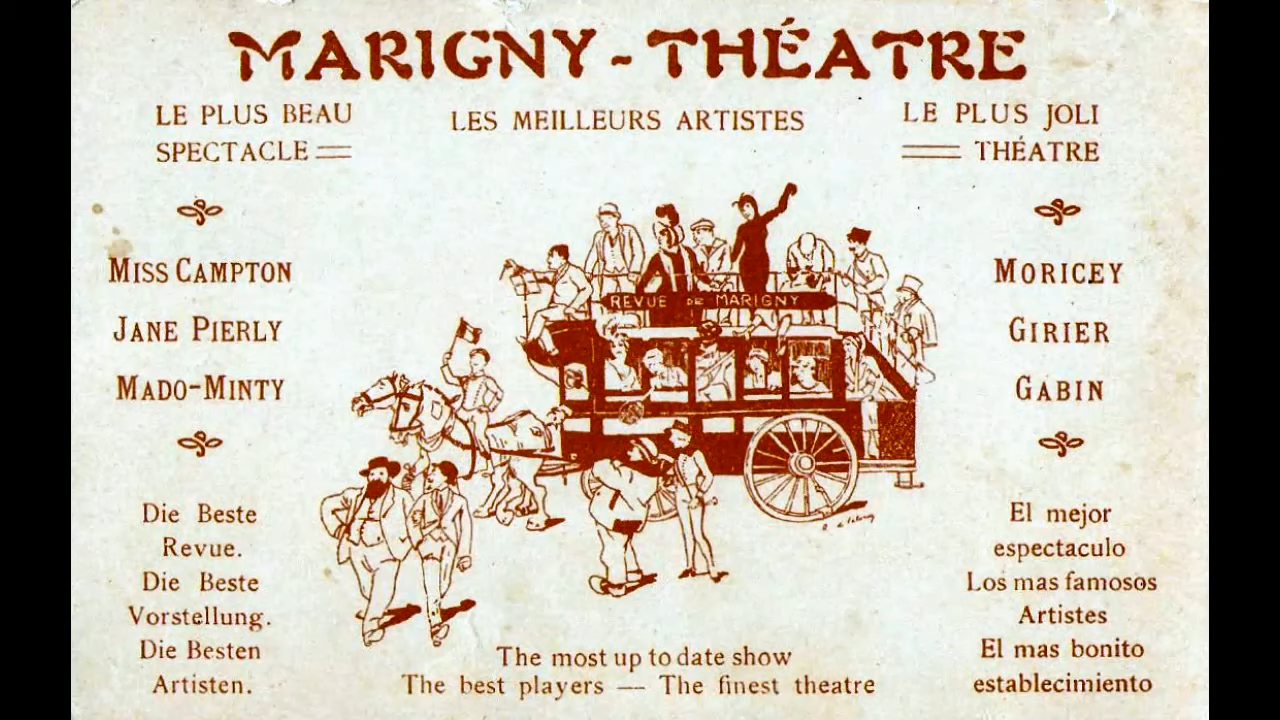 MARIGNY-THÉATRE
LE PLUS BEAU
SPECTACLE
LES MEILLEURS ARTISTES
LE PLUS JOLI
THÉATRE
MISS CAMPTON
JANE PIERLY
MADO-MINTY
MORICEY
GIRIER
GABIN
REVUE DE MARIGNY
Die Beste
Revue.
Die Beste
Vorstellung.
Die Besten
Artisten.
The most up to date show
The best players — The finest theatre
El mejor
espectaculo
Los mas famosos
Artistes
El mas bonito
establecimiento